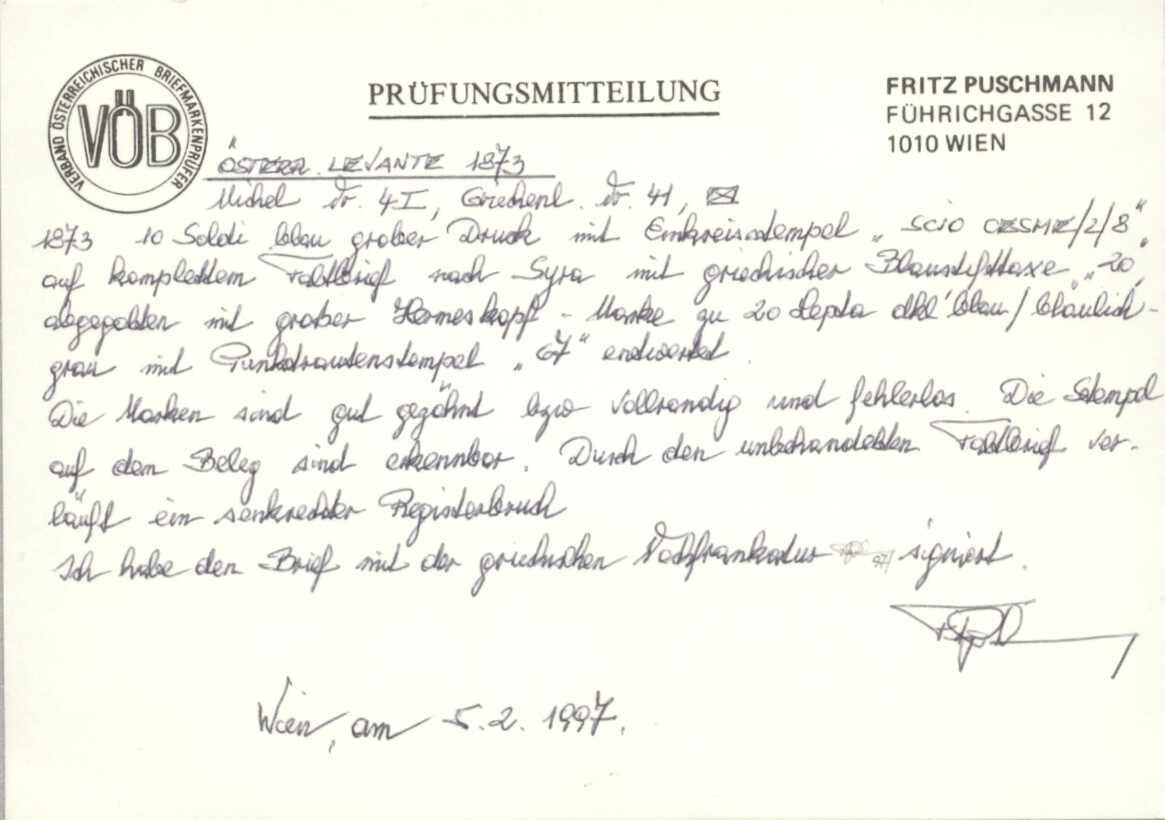 VERBAND ÖSTERREICHISCHER BRIEFMARKENPRÜFER
VÖB
PRÜFUNGSMITTEILUNG
FRITZ PUSCHMANN
FÜHRICHGASSE 12
1010 WIEN
ÖSTERR. LEVANTE 1873
Michel Nr. 4I, Griechenl. Nr. 41, ✉
1873 10 Soldi blau grober Druck mit Einkreisstempel „SCIO CESME/2/8"
auf komplettem Faltbrief nach Syra mit griechischer Blaustifttaxe „20"
abgegolten mit großer Hermeskopf - Marke zu 20 Lepta dkl'blau/bläulich-
grau mit Punktrautenstempel „67" entwertet.
Die Marken sind gut gezähnt bzw vollrandig und fehlerlos. Die Stempel
auf dem Beleg sind erkennbar. Durch den unbehandelten Faltbrief ver-
läuft ein senkrechter Registerbruch
Ich habe den Brief mit der griechischen Nachfrankatur signiert.
Wien, am 5.2.1997.